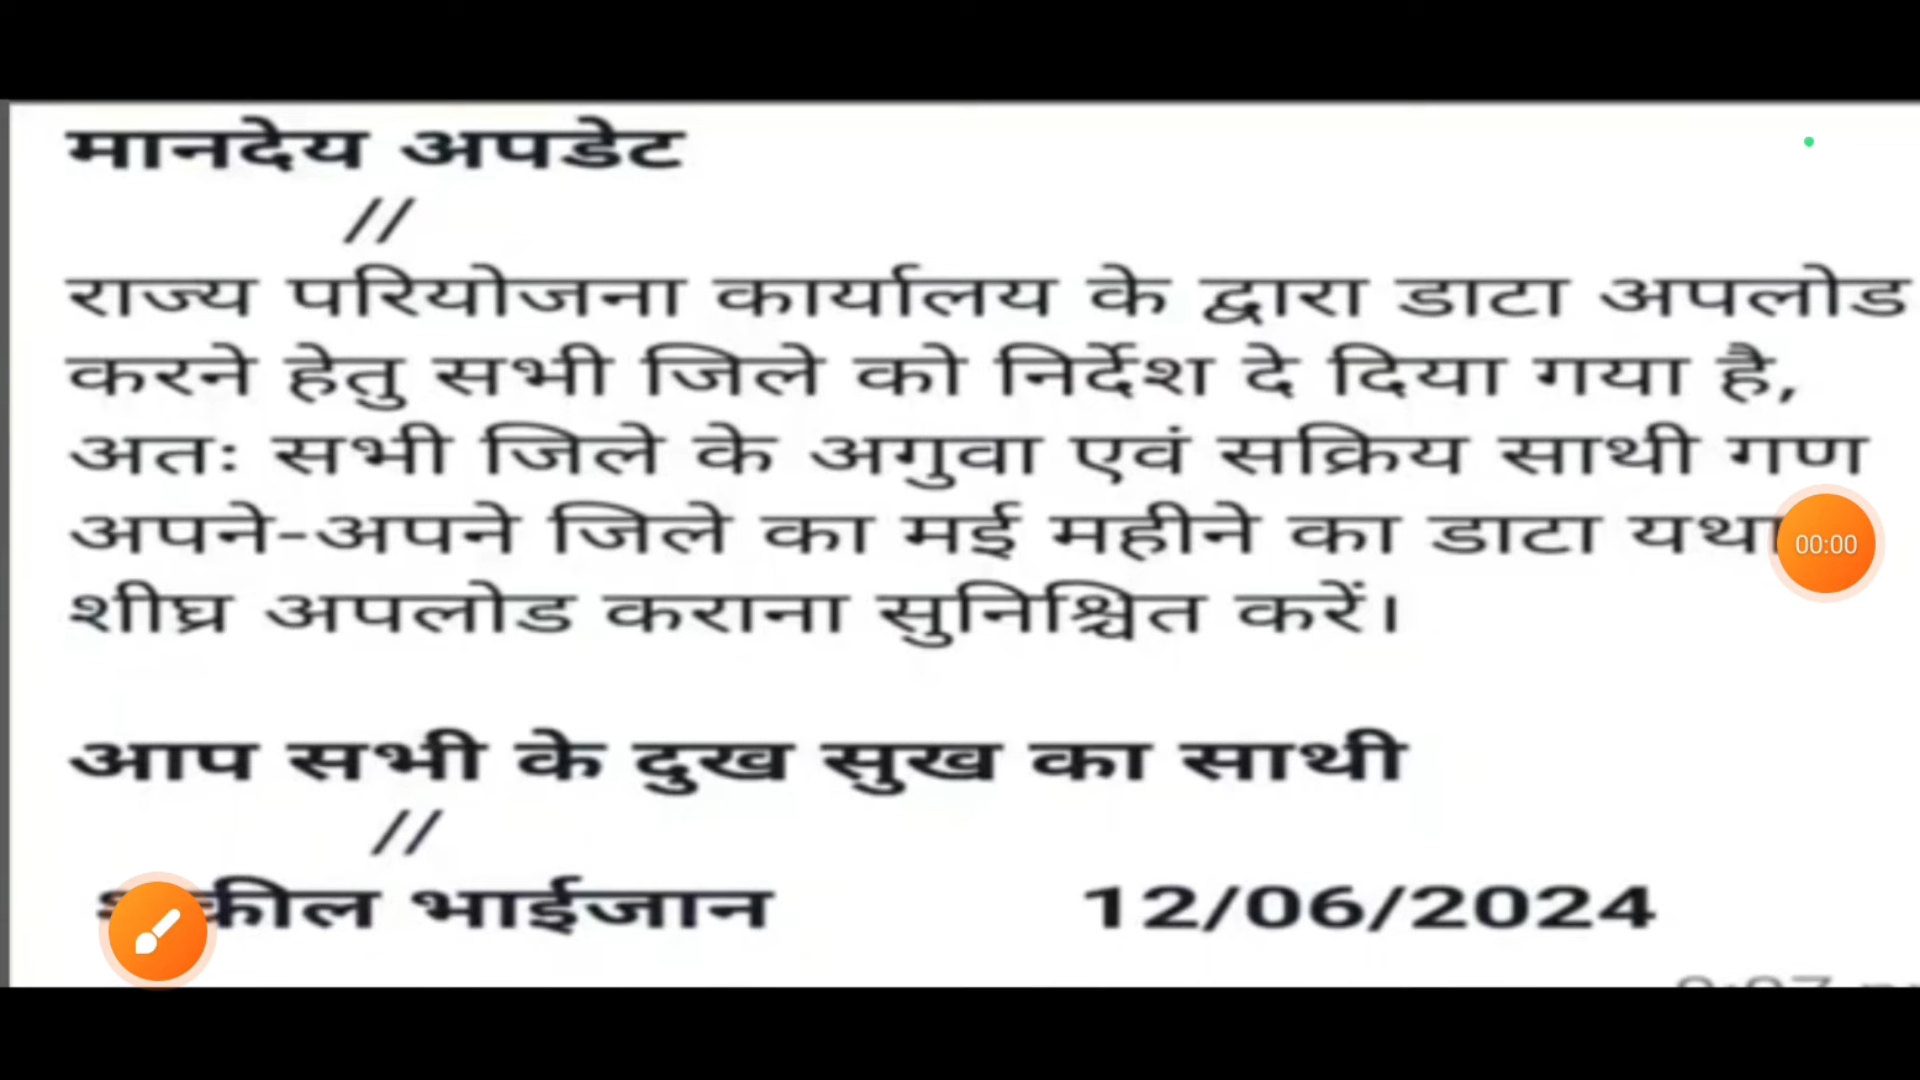 मानदेय अपडेट
//
राज्य परियोजना कार्यालय के द्वारा डाटा अपलोड
करने हेतु सभी जिले को निर्देश दे दिया गया है,
अतः सभी जिले के अगुवा एवं सक्रिय साथी गण
अपने-अपने जिले का मई महीने का डाटा यथा
00:00
शीघ्र अपलोड कराना सुनिश्चित करें।
आप सभी के दुख सुख का साथी
//
भाईजान 12/06/2024